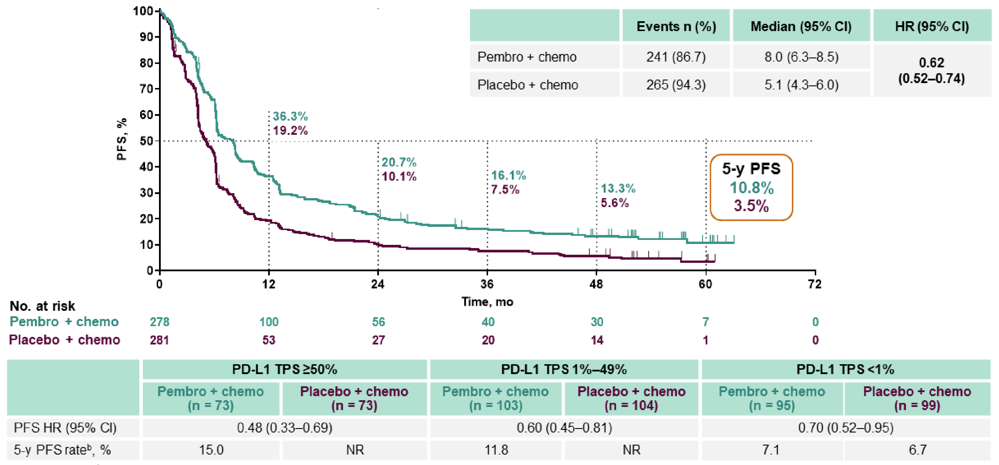 Events n (%) Median (95% CI) HR (95% CI)
Pembro + chemo 241 (86.7) 8.0 (6.3–8.5)
Placebo + chemo 265 (94.3) 5.1 (4.3–6.0)
0.62
(0.52–0.74)
PFS, %
100
90
80
70
60
50
40
30
20
10
0
36.3%
19.2%
20.7%
10.1%
16.1%
7.5%
13.3%
5.6%
5-y PFS
10.8%
3.5%
0 12 24 36 48 60 72
Time, mo
No. at risk
Pembro + chemo 278 100 56 40 30 7 0
Placebo + chemo 281 53 27 20 14 1 0
PD-L1 TPS ≥50% PD-L1 TPS 1%–49% PD-L1 TPS <1%
Pembro + chemo Placebo + chemo Pembro + chemo Placebo + chemo Pembro + chemo Placebo + chemo
(n = 73) (n = 73) (n = 103) (n = 104) (n = 95) (n = 99)
PFS HR (95% CI) 0.48 (0.33–0.69) 0.60 (0.45–0.81) 0.70 (0.52–0.95)
5-y PFS rateᵇ, % 15.0 NR 11.8 NR 7.1 6.7